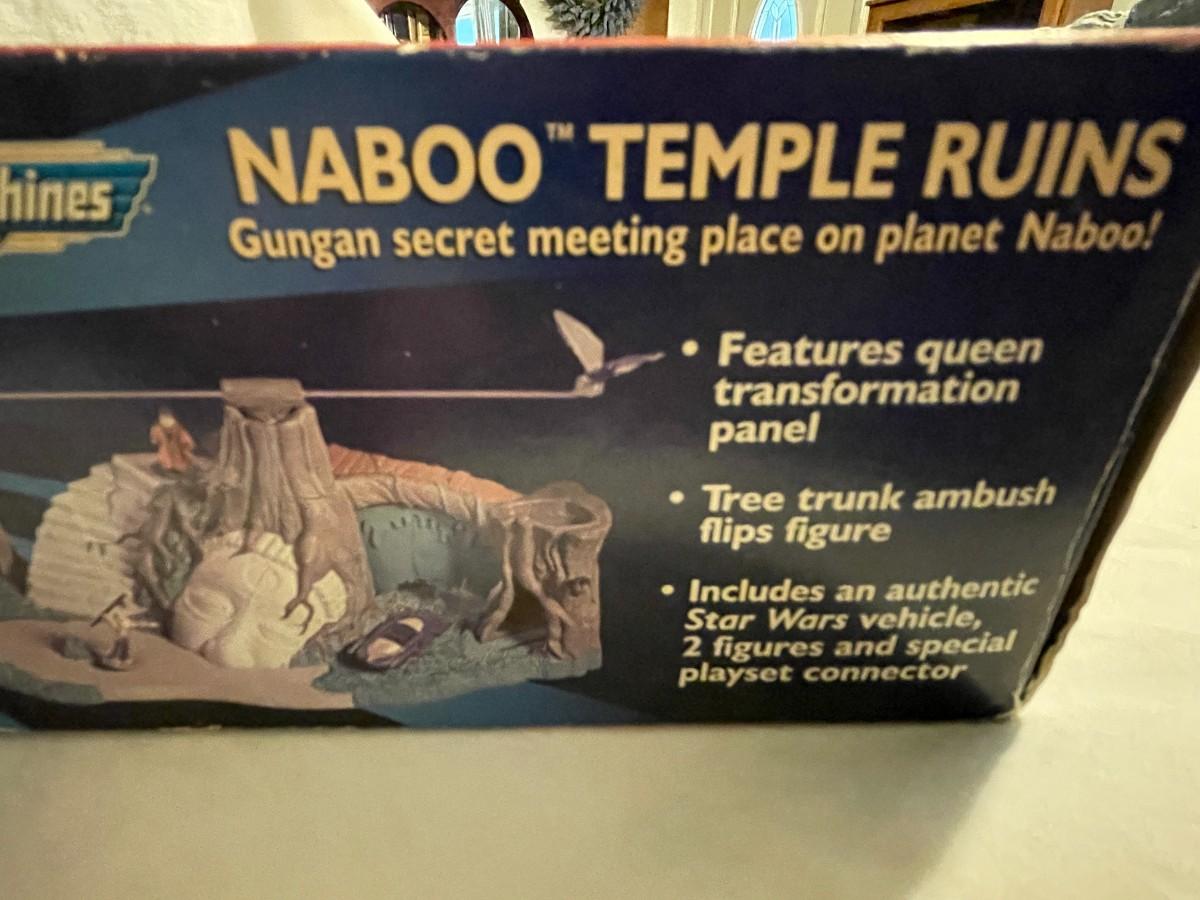 hines
NABOO™ TEMPLE RUINS
Gungan secret meeting place on planet Naboo!
• Features queen
transformation
panel
• Tree trunk ambush
flips figure
• Includes an authentic
Star Wars vehicle,
2 figures and special
playset connector